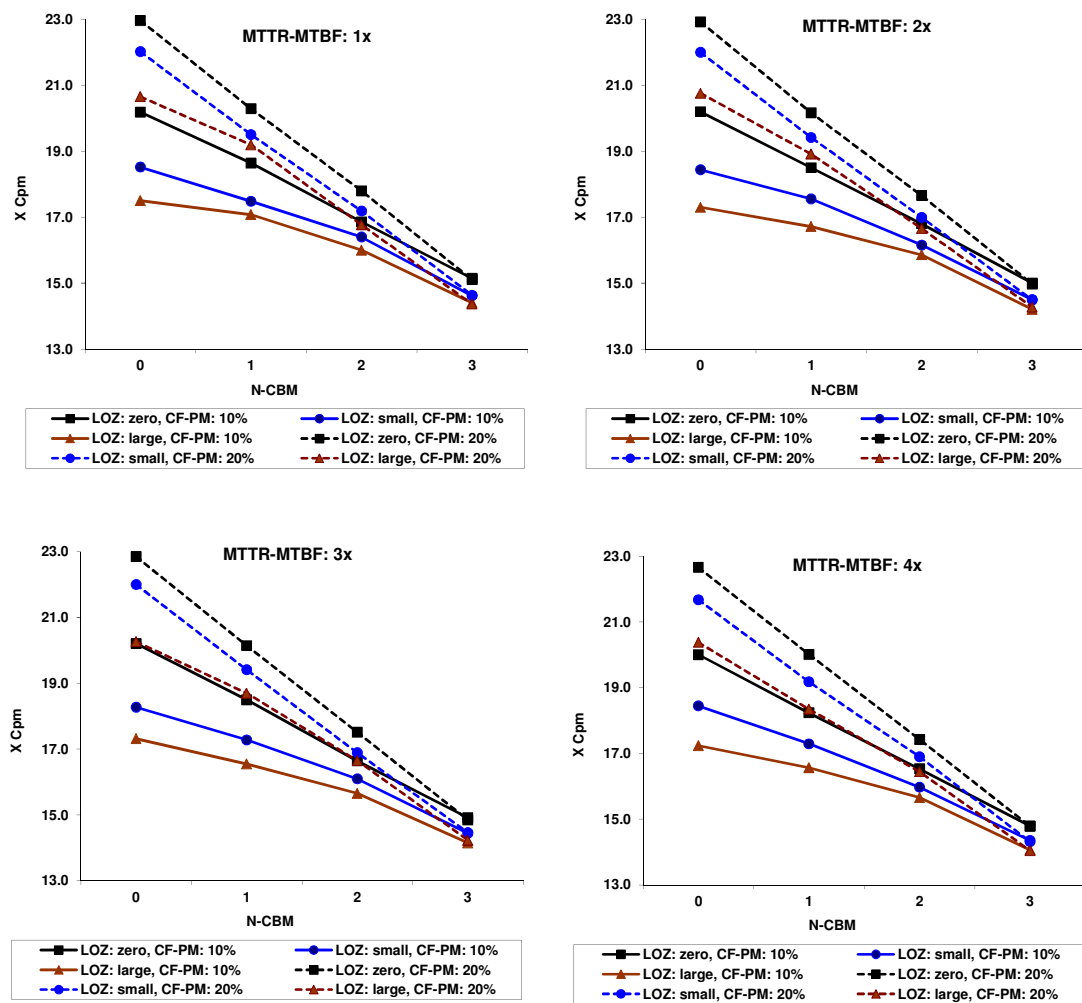 MTTR-MTBF: 1x
23.0
21.0
19.0
17.0
15.0
13.0
X Cpm
0 1 2 3
N-CBM
LOZ: zero, CF-PM: 10% LOZ: small, CF-PM: 10%
LOZ: large, CF-PM: 10% LOZ: zero, CF-PM: 20%
LOZ: small, CF-PM: 20% LOZ: large, CF-PM: 20%
MTTR-MTBF: 2x
23.0
21.0
19.0
17.0
15.0
13.0
X Cpm
0 1 2 3
N-CBM
LOZ: zero, CF-PM: 10% LOZ: small, CF-PM: 10%
LOZ: large, CF-PM: 10% LOZ: zero, CF-PM: 20%
LOZ: small, CF-PM: 20% LOZ: large, CF-PM: 20%
MTTR-MTBF: 3x
23.0
21.0
19.0
17.0
15.0
13.0
X Cpm
0 1 2 3
N-CBM
LOZ: zero, CF-PM: 10% LOZ: small, CF-PM: 10%
LOZ: large, CF-PM: 10% LOZ: zero, CF-PM: 20%
LOZ: small, CF-PM: 20% LOZ: large, CF-PM: 20%
MTTR-MTBF: 4x
23.0
21.0
19.0
17.0
15.0
13.0
X Cpm
0 1 2 3
N-CBM
LOZ: zero, CF-PM: 10% LOZ: small, CF-PM: 10%
LOZ: large, CF-PM: 10% LOZ: zero, CF-PM: 20%
LOZ: small, CF-PM: 20% LOZ: large, CF-PM: 20%